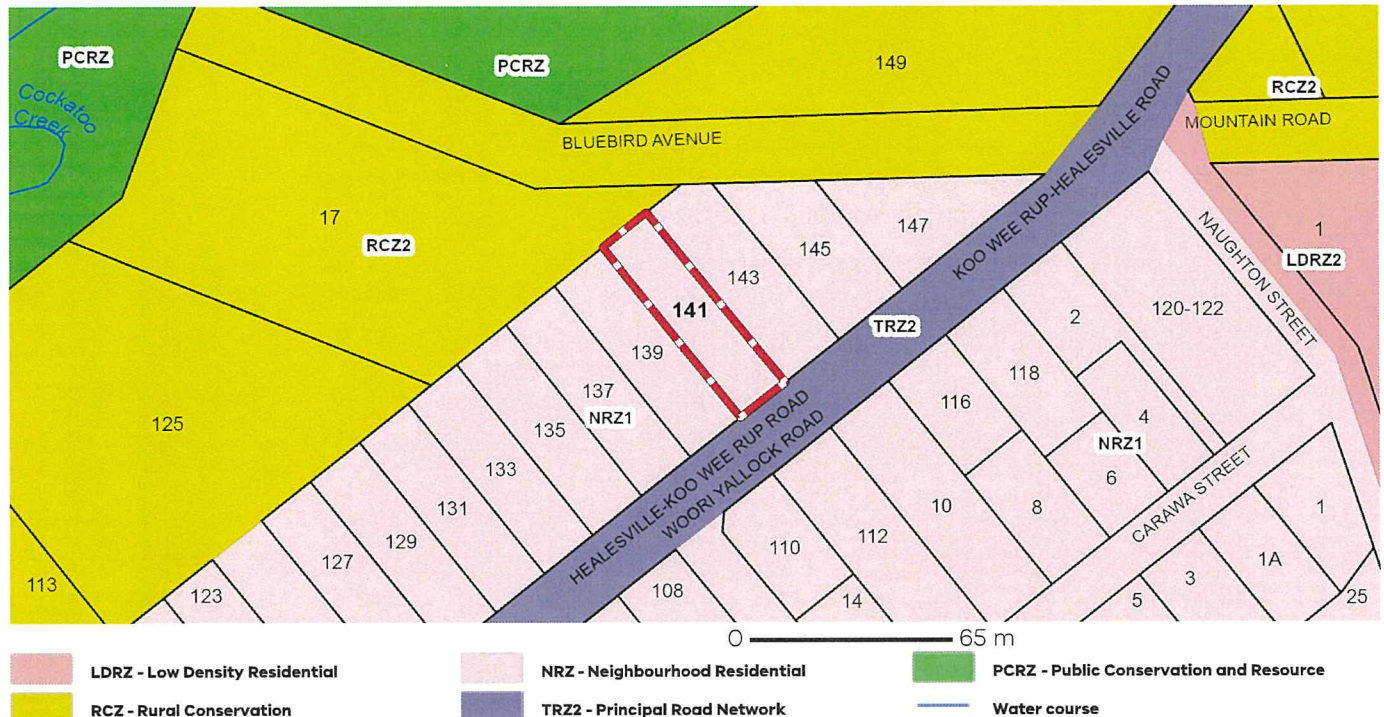 PCRZ
PCRZ
149
RCZ2
Cockatoo
Creek
BLUEBIRD AVENUE
KOO WEE RUP-HEALESVILLE ROAD
MOUNTAIN ROAD
17
RCZ2
147
145
143
NAUGHTON STREET
1
LDRZ2
141
TRZ2
2
120-122
139
118
137
NRZ1
116
4
NRZ1
125
135
HEALESVILLE-KOO WEE RUP ROAD
WOORI YALLOCK ROAD
133
6
10
8
CARAWA STREET
131
1
129
112
127
110
1A
113
123
108
14
3
5
25
0 65 m
LDRZ - Low Density Residential
NRZ - Neighbourhood Residential
PCRZ - Public Conservation and Resource
RCZ - Rural Conservation
TRZ2 - Principal Road Network
Water course